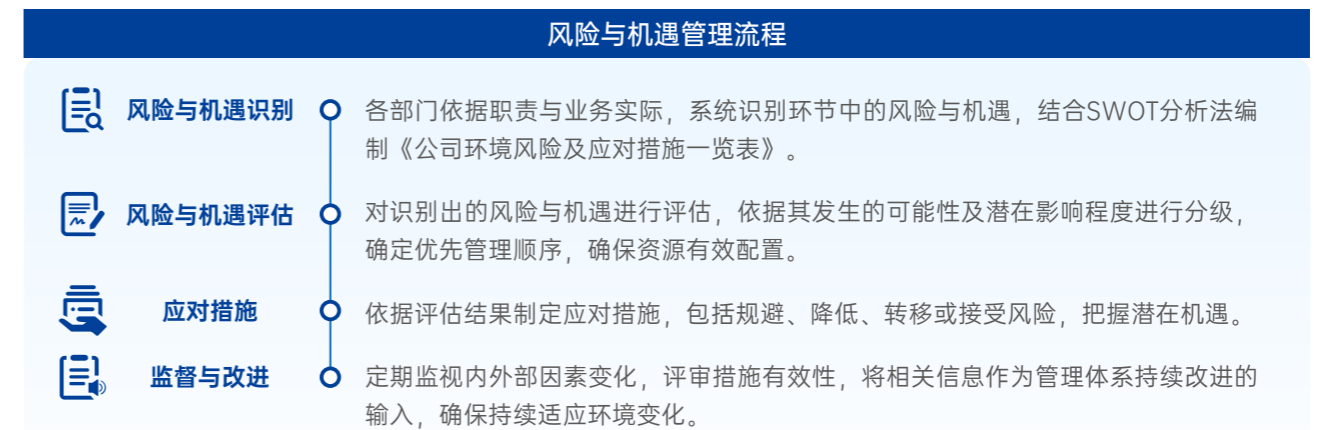 风险与机遇管理流程
风险与机遇识别
各部门依据职责与业务实际，系统识别环节中的风险与机遇，结合SWOT分析法编
制《公司环境风险及应对措施一览表》。
风险与机遇评估
对识别出的风险与机遇进行评估，依据其发生的可能性及潜在影响程度进行分级，
确定优先管理顺序，确保资源有效配置。
应对措施
依据评估结果制定应对措施，包括规避、降低、转移或接受风险，把握潜在机遇。
监督与改进
定期监视内外部因素变化，评审措施有效性，将相关信息作为管理体系持续改进的
输入，确保持续适应环境变化。